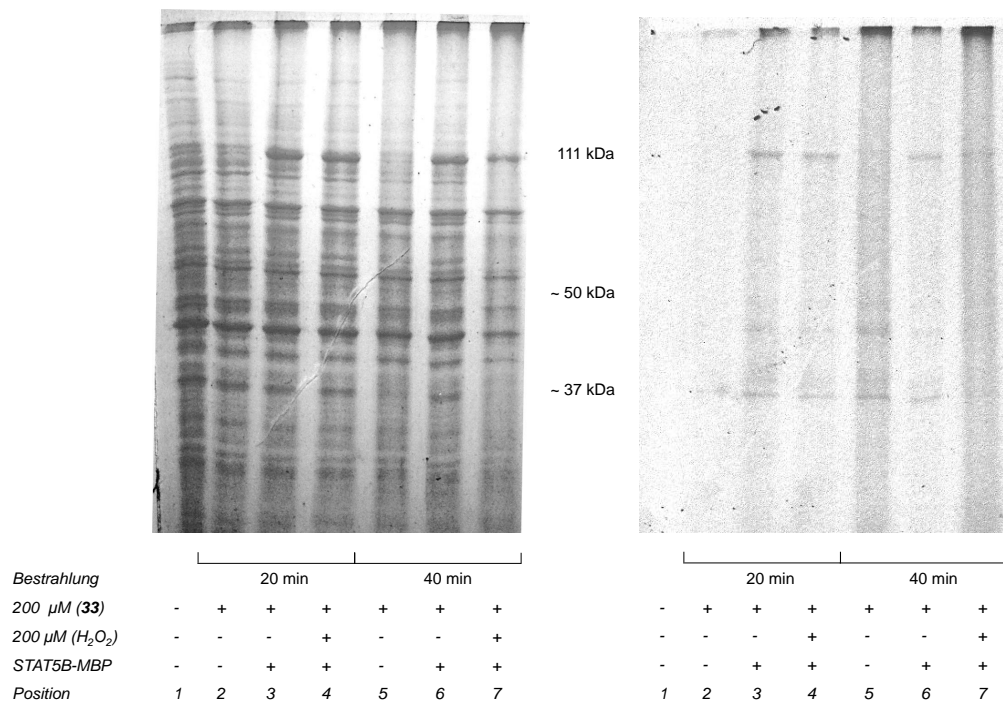 111 kDa
~ 50 kDa
~ 37 kDa
Bestrahlung 20 min 40 min 20 min 40 min
200 µM (33) - + + + + + + - + + + + + +
200 µM (H₂O₂) - - - + - - + - - - + - - +
STAT5B-MBP - - + + - + + - - + + - + +
Position 1 2 3 4 5 6 7 1 2 3 4 5 6 7